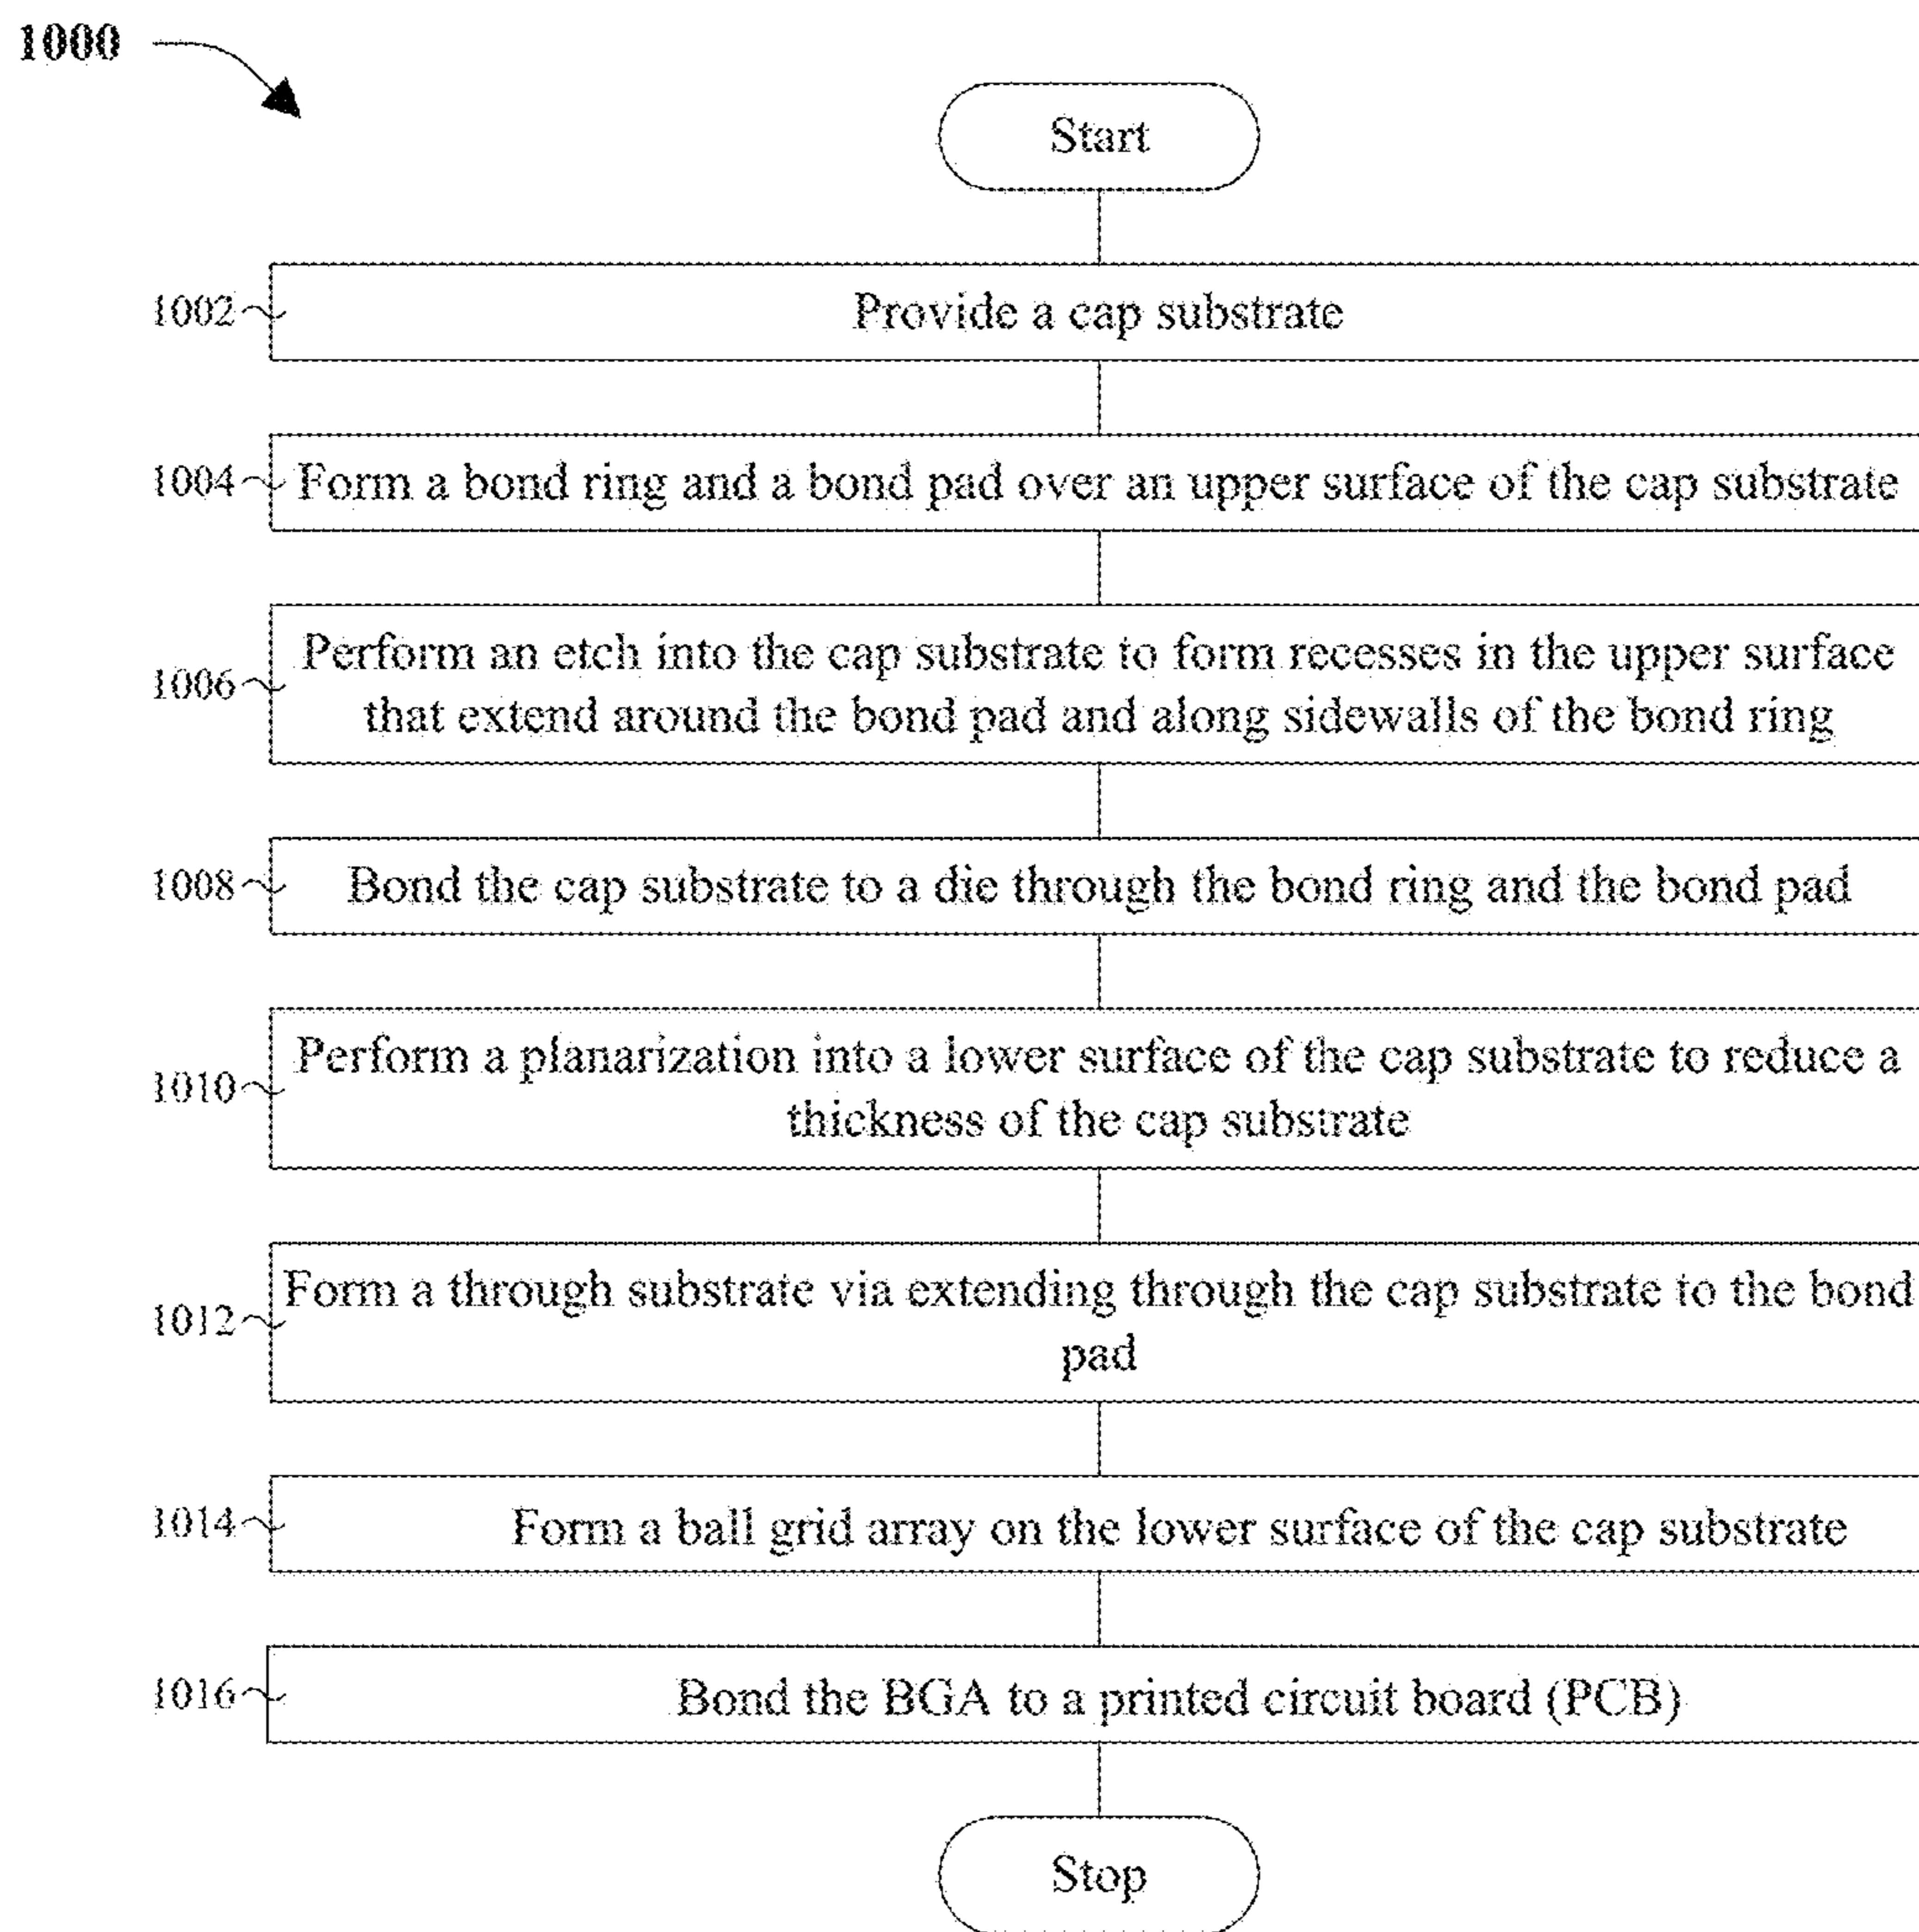 1000
Start
1002
Provide a cap substrate
1004
Form a bond ring and a bond pad over an upper surface of the cap substrate
1006
Perform an etch into the cap substrate to form recesses in the upper surface
that extend around the bond pad and along sidewalls of the bond ring
1008
Bond the cap substrate to a die through the bond ring and the bond pad
1010
Perform a planarization into a lower surface of the cap substrate to reduce a
thickness of the cap substrate
1012
Form a through substrate via extending through the cap substrate to the bond
pad
1014
Form a ball grid array on the lower surface of the cap substrate
1016
Bond the BGA to a printed circuit board (PCB)
Stop